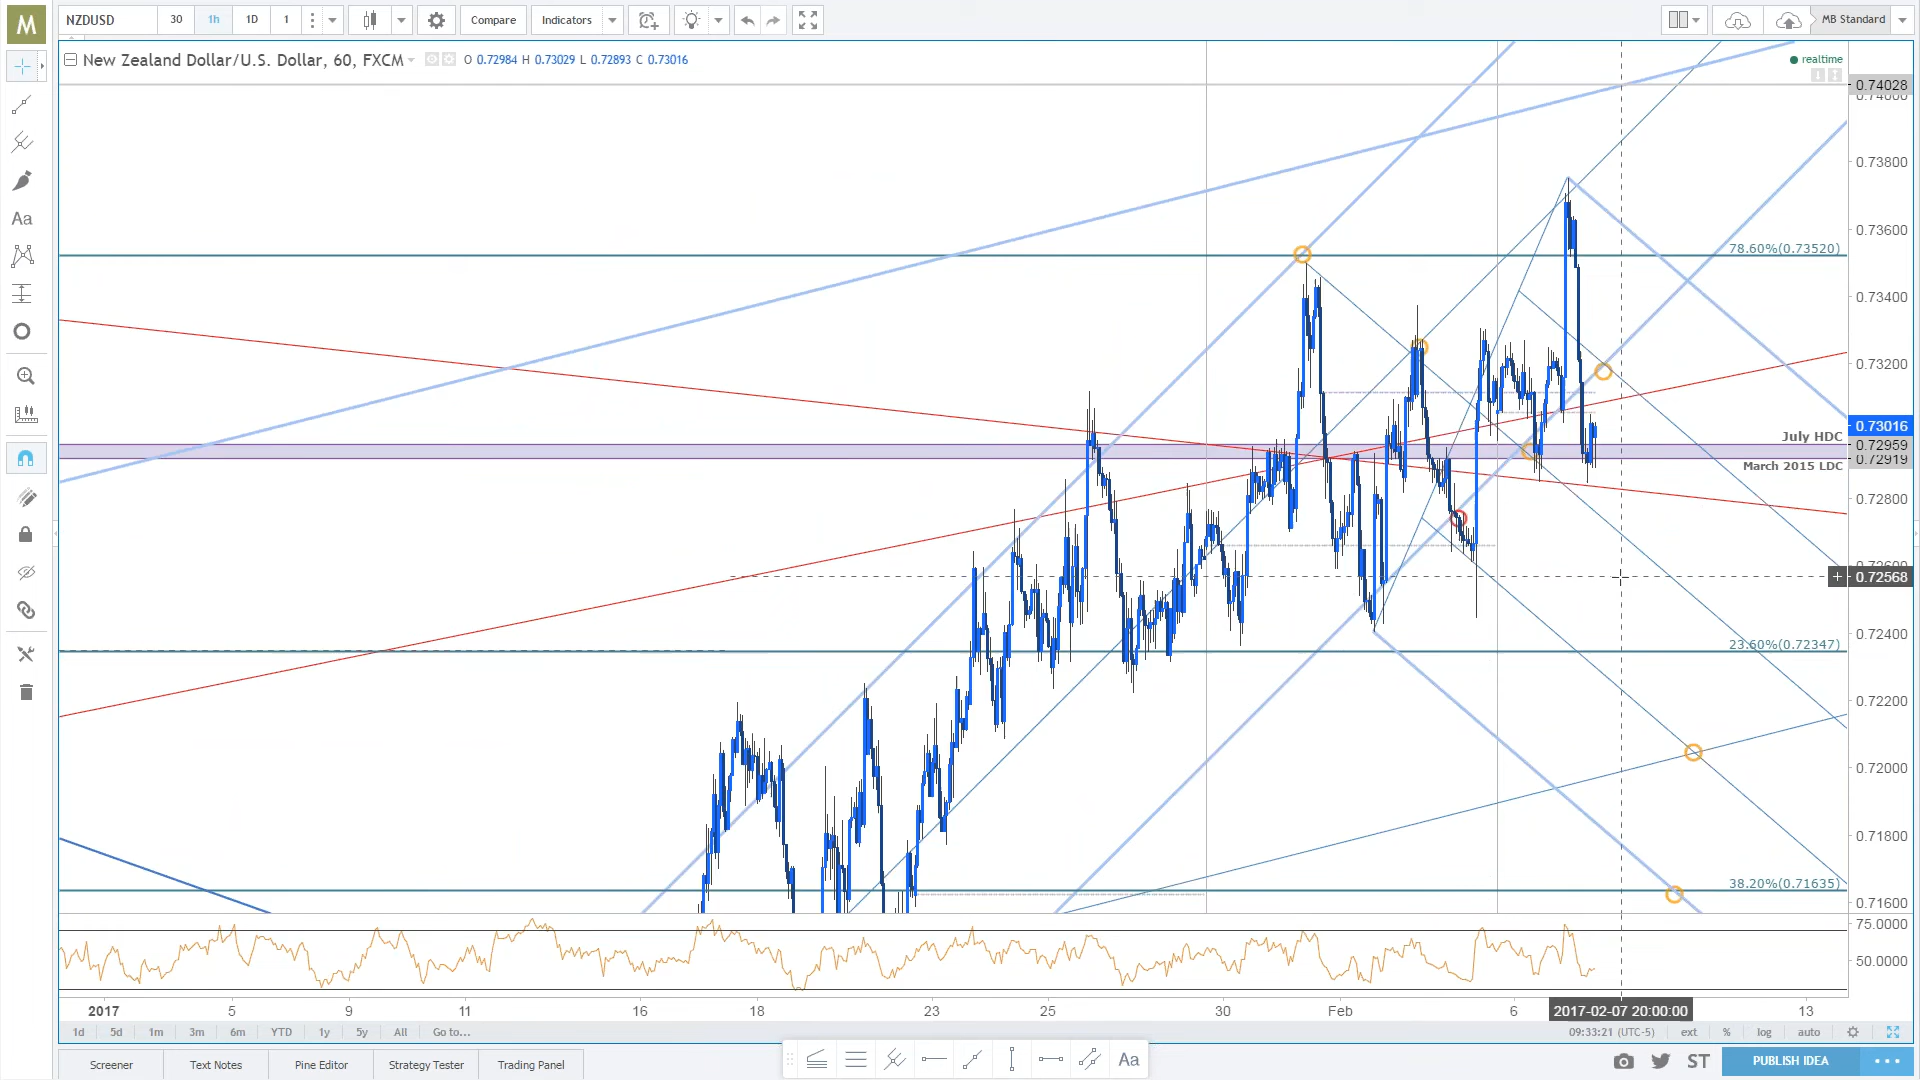 M NZDUSD 30 1h 1D 1 Compare Indicators MB Standard
New Zealand Dollar/U.S. Dollar, 60, FXCM O 0.72984 H 0.73029 L 0.72893 C 0.73016
realtime
0.74028
0.74000
0.73800
0.73600
78.60%(0.73520)
0.73400
0.73200
0.73016
July HDC
0.72959
0.72919
March 2015 LDC
0.72800
0.72600
0.72568
0.72400
23.60%(0.72347)
0.72200
0.72000
0.71800
38.20%(0.71635)
0.71600
75.0000
50.0000
2017 5 9 11 16 18 23 25 30 Feb 6 2017-02-07 20:00:00 13
1d 5d 1m 3m 6m YTD 1y 5y All Go to... 09:33:21 (UTC-5) ext % log auto
Screener Text Notes Pine Editor Strategy Tester Trading Panel Aa ST PUBLISH IDEA
Aa